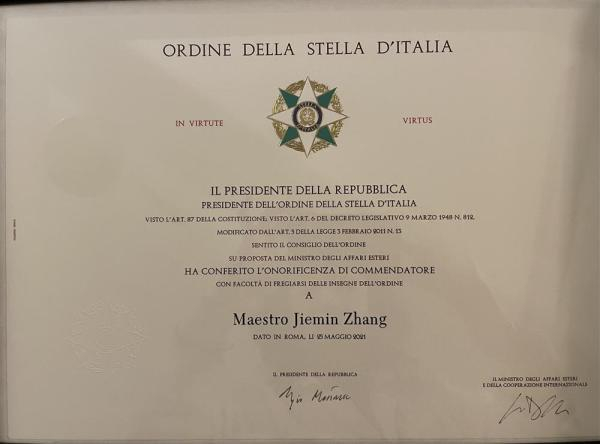 ORDINE DELLA STELLA D'ITALIA
STELLA
D'ITALIA
IN VIRTUTE VIRTUS
IL PRESIDENTE DELLA REPUBBLICA
PRESIDENTE DELL'ORDINE DELLA STELLA D'ITALIA
VISTO L'ART. 87 DELLA COSTITUZIONE; VISTO L'ART. 6 DEL DECRETO LEGISLATIVO 9 MARZO 1948 N. 812,
MODIFICATO DALL'ART. 5 DELLA LEGGE 3 FEBBRAIO 2011 N. 13
SENTITO IL CONSIGLIO DELL'ORDINE
SU PROPOSTA DEL MINISTRO DEGLI AFFARI ESTERI
HA CONFERITO L'ONORIFICENZA DI COMMENDATORE
CON FACOLTÀ DI FREGIARSI DELLE INSEGNE DELL'ORDINE
A
Maestro Jiemin Zhang
DATO IN ROMA, LÌ 25 MAGGIO 2021
IL PRESIDENTE DELLA REPUBBLICA
IL MINISTRO DEGLI AFFARI ESTERI
E DELLA COOPERAZIONE INTERNAZIONALE